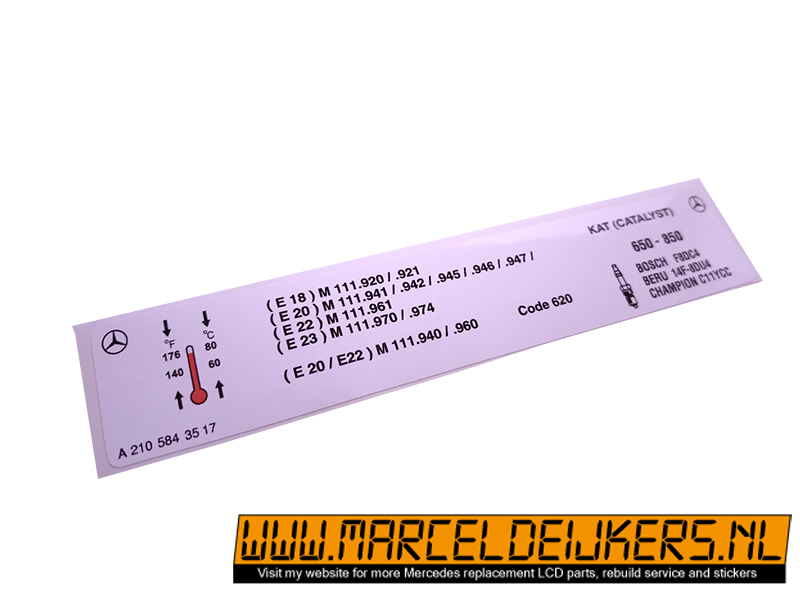 °F °C
176 80
140 60
A 210 584 35 17
( E 18 ) M 111.920 / .921
( E 20 ) M 111.941 / .942 / .945 / .946 / .947 /
( E 22 ) M 111.961
( E 23 ) M 111.970 / .974
( E 20 / E22 ) M 111.940 / .960
Code 620
KAT (CATALYST)
650 - 850
BOSCH F8DC4
BERU 14F-8DU4
CHAMPION C11YCC
WWW.MARCELDEIJKERS.NL
Visit my website for more Mercedes replacement LCD parts, rebuild service and stickers